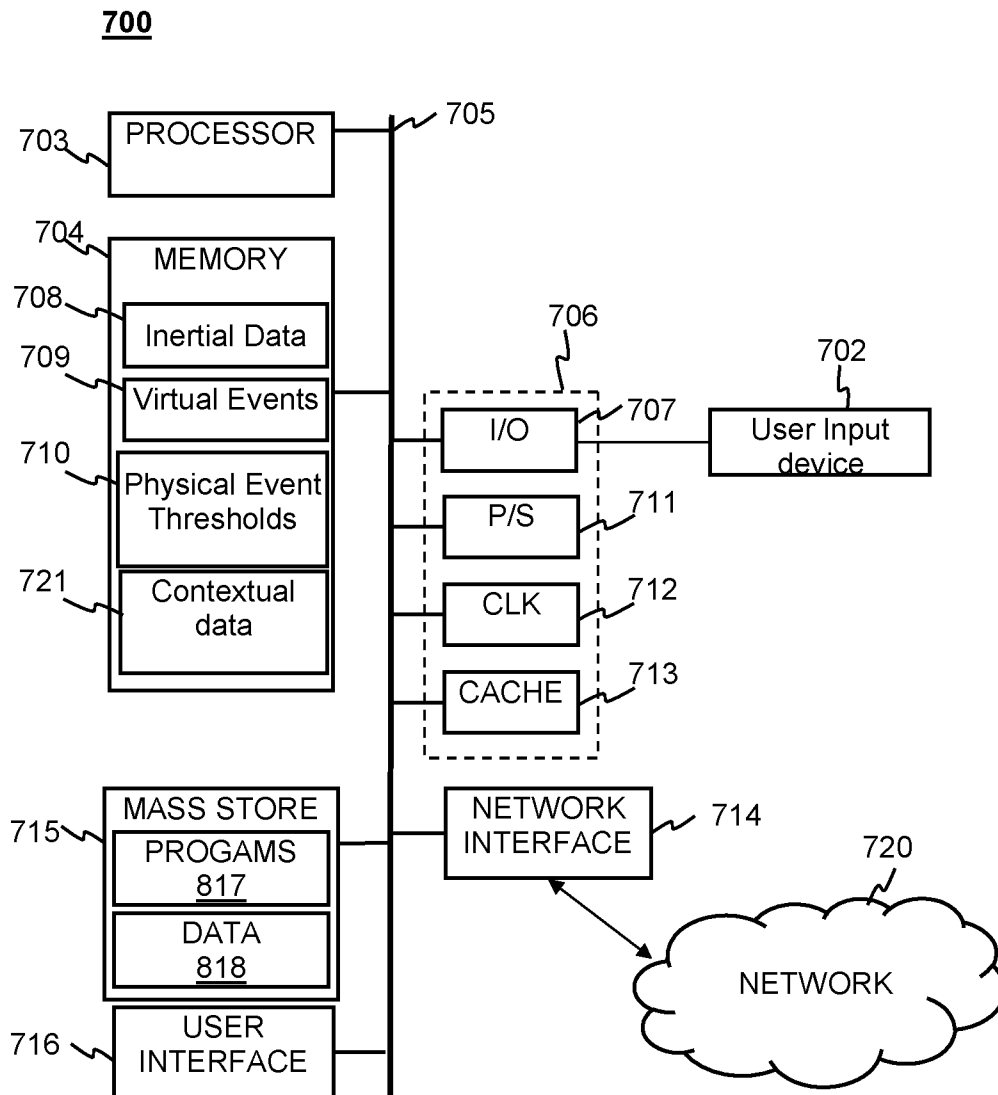 700
703
PROCESSOR
705
704
MEMORY
708
Inertial Data
709
Virtual Events
710
Physical Event
Thresholds
721
Contextual
data
706
I/O
707
702
User Input
device
P/S
711
CLK
712
CACHE
713
715
MASS STORE
PROGAMS
817
DATA
818
NETWORK
INTERFACE
714
720
NETWORK
716
USER
INTERFACE